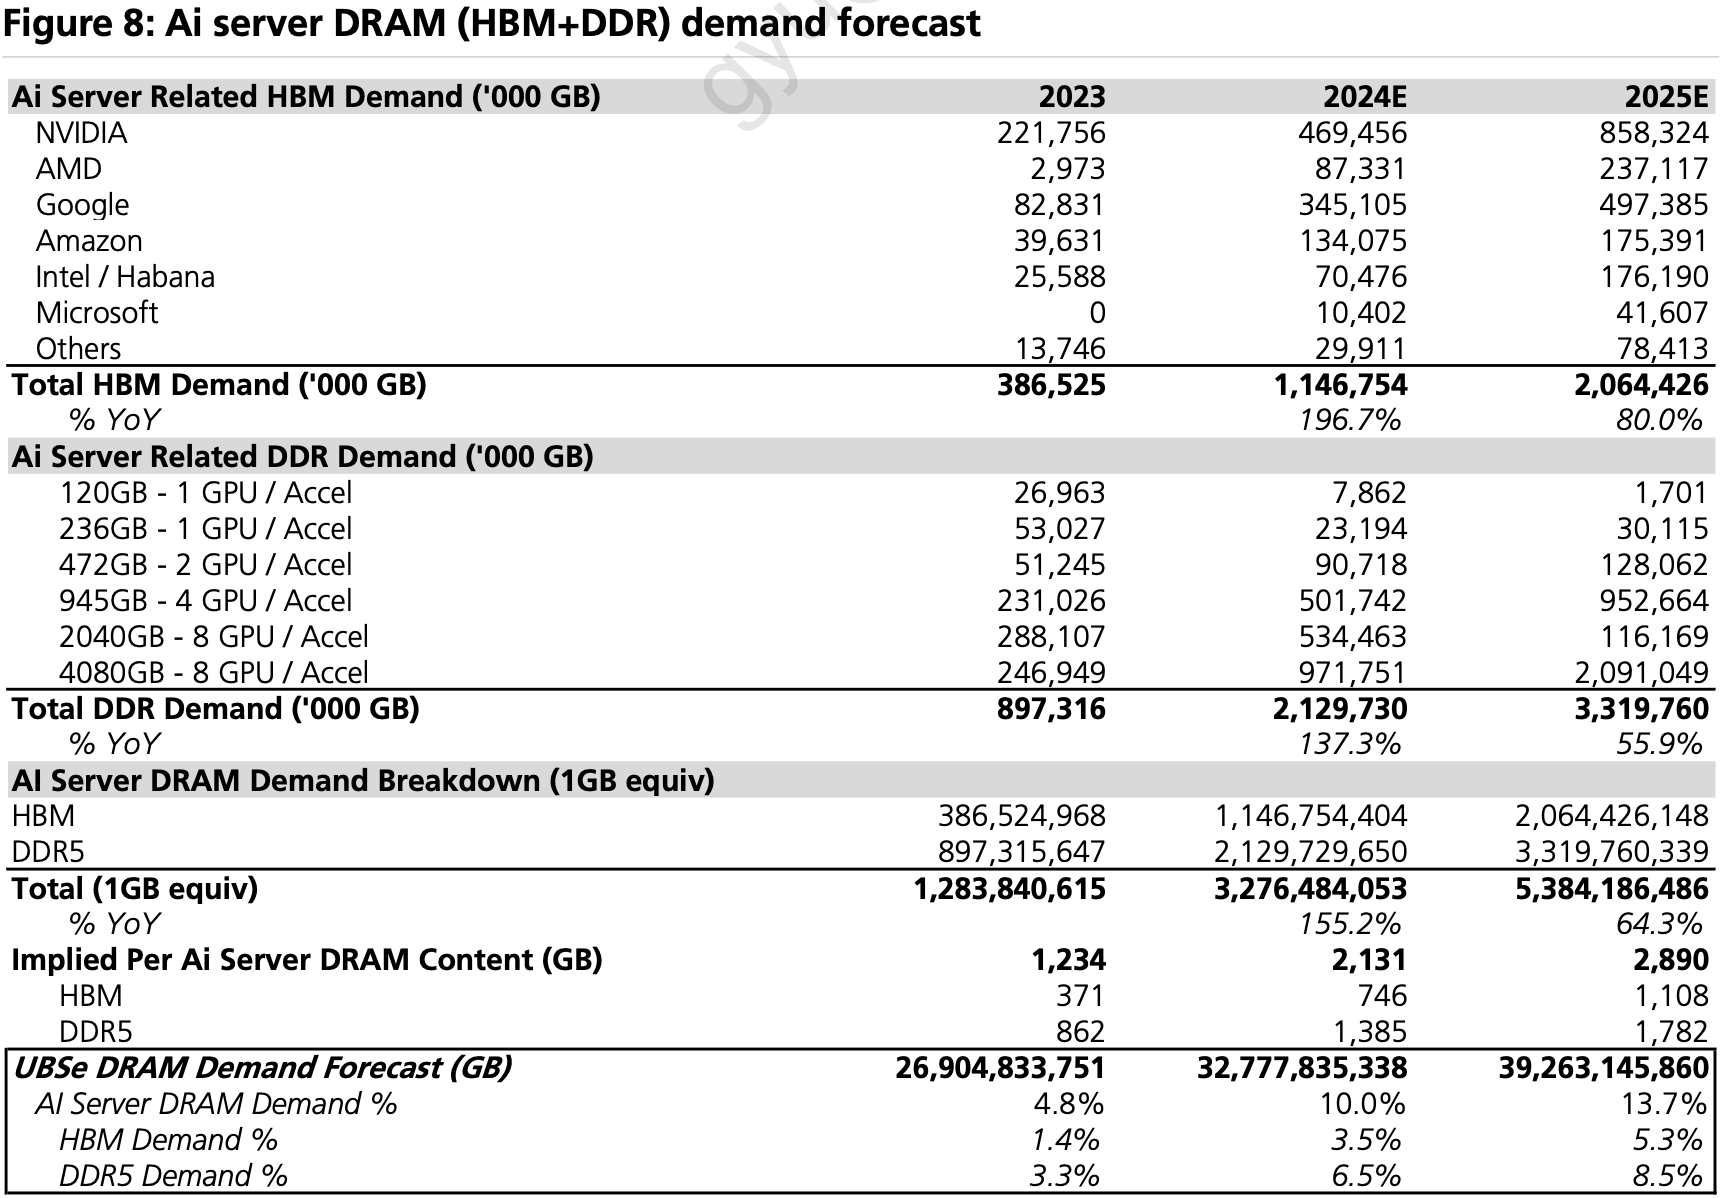 Figure 8: Ai server DRAM (HBM+DDR) demand forecast
Ai Server Related HBM Demand ('000 GB) 2023 2024E 2025E
NVIDIA 221,756 469,456 858,324
AMD 2,973 87,331 237,117
Google 82,831 345,105 497,385
Amazon 39,631 134,075 175,391
Intel / Habana 25,588 70,476 176,190
Microsoft 0 10,402 41,607
Others 13,746 29,911 78,413
Total HBM Demand ('000 GB) 386,525 1,146,754 2,064,426
% YoY 196.7% 80.0%
Ai Server Related DDR Demand ('000 GB)
120GB - 1 GPU / Accel 26,963 7,862 1,701
236GB - 1 GPU / Accel 53,027 23,194 30,115
472GB - 2 GPU / Accel 51,245 90,718 128,062
945GB - 4 GPU / Accel 231,026 501,742 952,664
2040GB - 8 GPU / Accel 288,107 534,463 116,169
4080GB - 8 GPU / Accel 246,949 971,751 2,091,049
Total DDR Demand ('000 GB) 897,316 2,129,730 3,319,760
% YoY 137.3% 55.9%
AI Server DRAM Demand Breakdown (1GB equiv)
HBM 386,524,968 1,146,754,404 2,064,426,148
DDR5 897,315,647 2,129,729,650 3,319,760,339
Total (1GB equiv) 1,283,840,615 3,276,484,053 5,384,186,486
% YoY 155.2% 64.3%
Implied Per Ai Server DRAM Content (GB) 1,234 2,131 2,890
HBM 371 746 1,108
DDR5 862 1,385 1,782
UBSe DRAM Demand Forecast (GB) 26,904,833,751 32,777,835,338 39,263,145,860
AI Server DRAM Demand % 4.8% 10.0% 13.7%
HBM Demand % 1.4% 3.5% 5.3%
DDR5 Demand % 3.3% 6.5% 8.5%